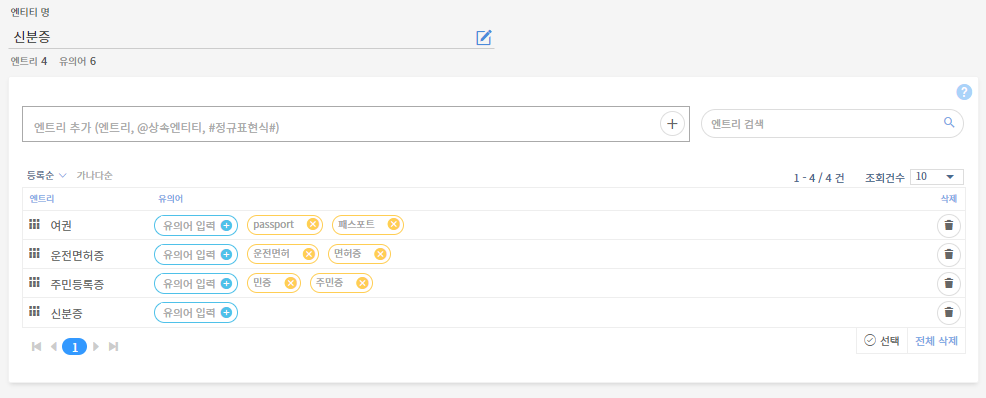 엔티티 명
신분증
엔트리 4 유의어 6
?
엔트리 추가 (엔트리, @상속엔티티, #정규표현식#)
엔트리 검색
등록순 가나다순 1 - 4 / 4 건 조회건수 10
엔트리 유의어 삭제
여권 유의어 입력 passport 패스포트
운전면허증 유의어 입력 운전면허 면허증
주민등록증 유의어 입력 민증 주민증
신분증 유의어 입력
1 선택 전체 삭제